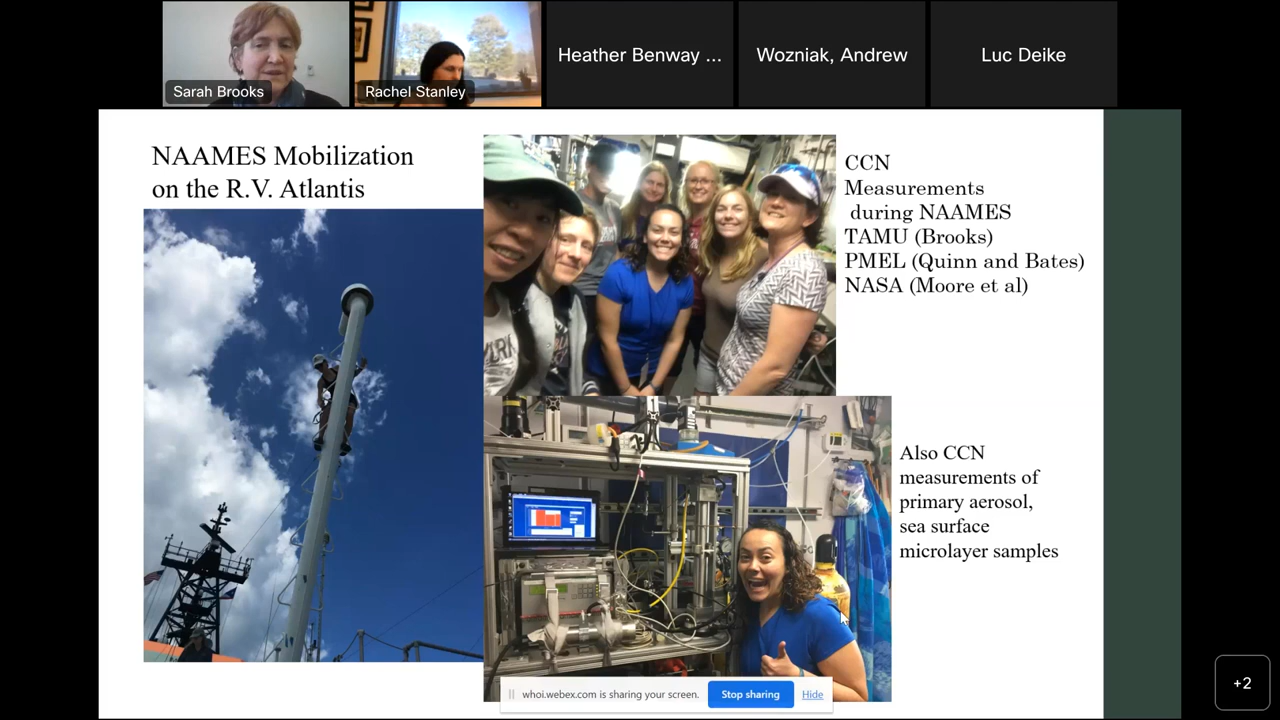 Sarah Brooks
Rachel Stanley
Heather Benway ...
Wozniak, Andrew
Luc Deike
NAAMES Mobilization
on the R.V. Atlantis
CCN
Measurements
during NAAMES
TAMU (Brooks)
PMEL (Quinn and Bates)
NASA (Moore et al)
Also CCN
measurements of
primary aerosol,
sea surface
microlayer samples
whoi.webex.com is sharing your screen.
Stop sharing
Hide
+2